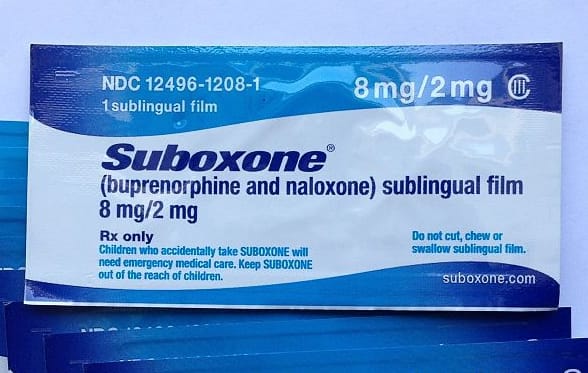 NDC 12496-1208-1
8 mg/2 mg CIII
1 sublingual film
Suboxone®
(buprenorphine and naloxone) sublingual film
8 mg/2 mg
Rx only
Children who accidentally take SUBOXONE will
need emergency medical care. Keep SUBOXONE
out of the reach of children.
Do not cut, chew or
swallow sublingual film.
suboxone.com
NDC